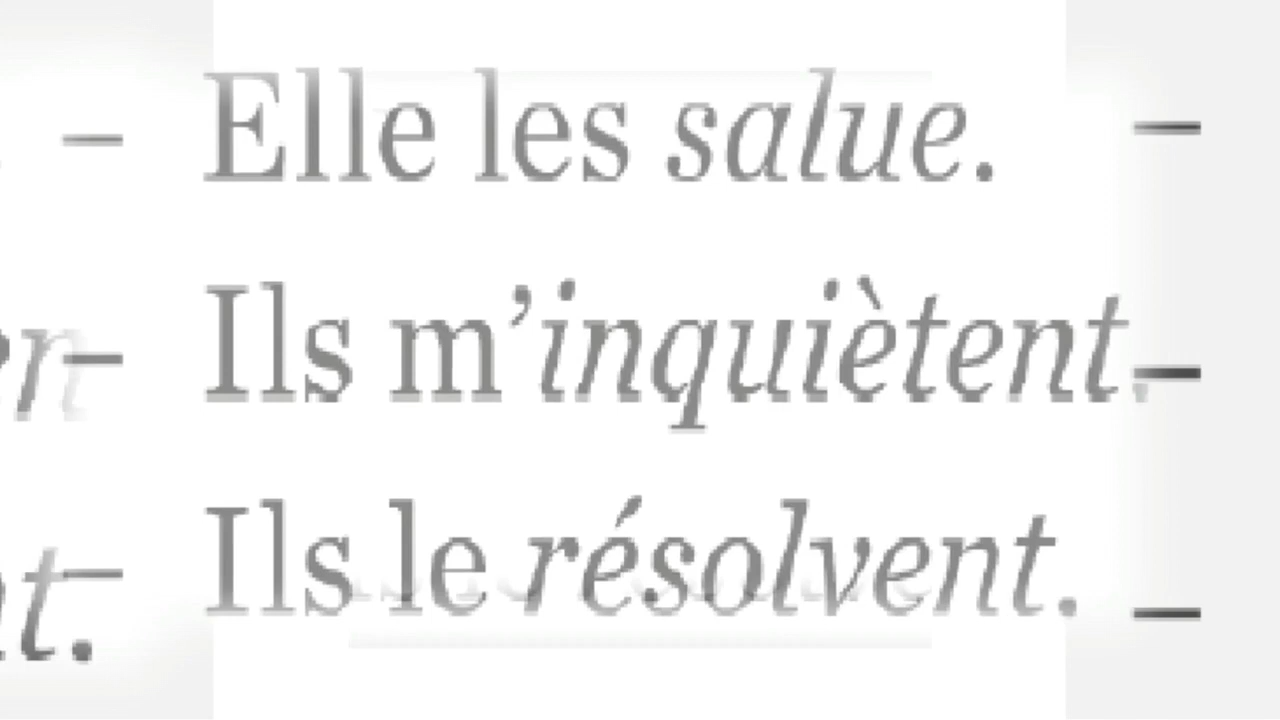 – Elle les salue. –
– Ils m’inquiètent. –
t. – Ils le résolvent. –